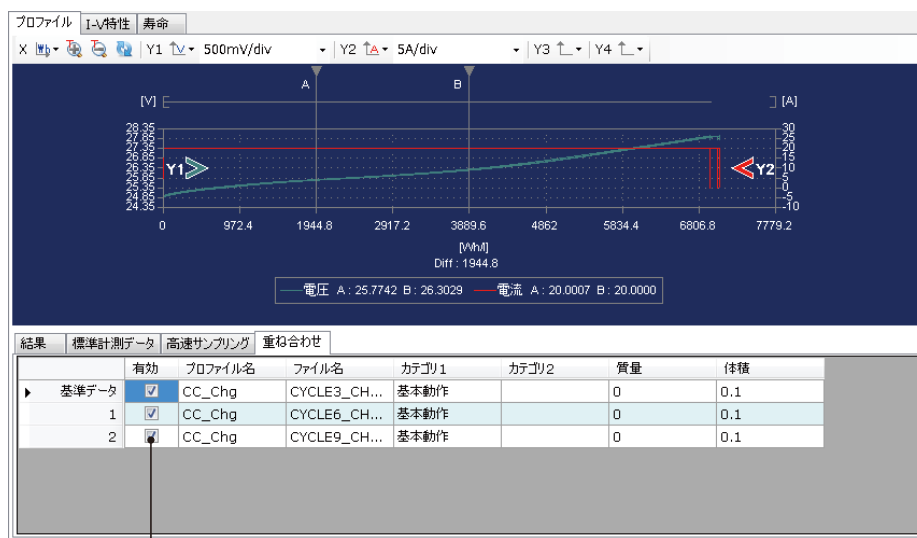 プロファイル I-V特性 寿命
X Y1 500mV/div Y2 5A/div Y3 Y4
A B
[V] [A]
28.35 30
27.85 25
27.35 20
26.85 15
26.35 Y1 Y2 10
25.85 5
25.35 0
24.85 -5
24.35 -10
0 972.4 1944.8 2917.2 3889.6 4862 5834.4 6806.8 7779.2
[Wh/l]
Diff : 1944.8
電圧 A : 25.7742 B : 26.3029 電流 A : 20.0007 B : 20.0000
結果 標準計測データ 高速サンプリング 重ね合わせ
有効 プロファイル名 ファイル名 カテゴリ1 カテゴリ2 質量 体積
基準データ CC_Chg CYCLE3_CH... 基本動作 0 0.1
1 CC_Chg CYCLE6_CH... 基本動作 0 0.1
2 CC_Chg CYCLE9_CH... 基本動作 0 0.1